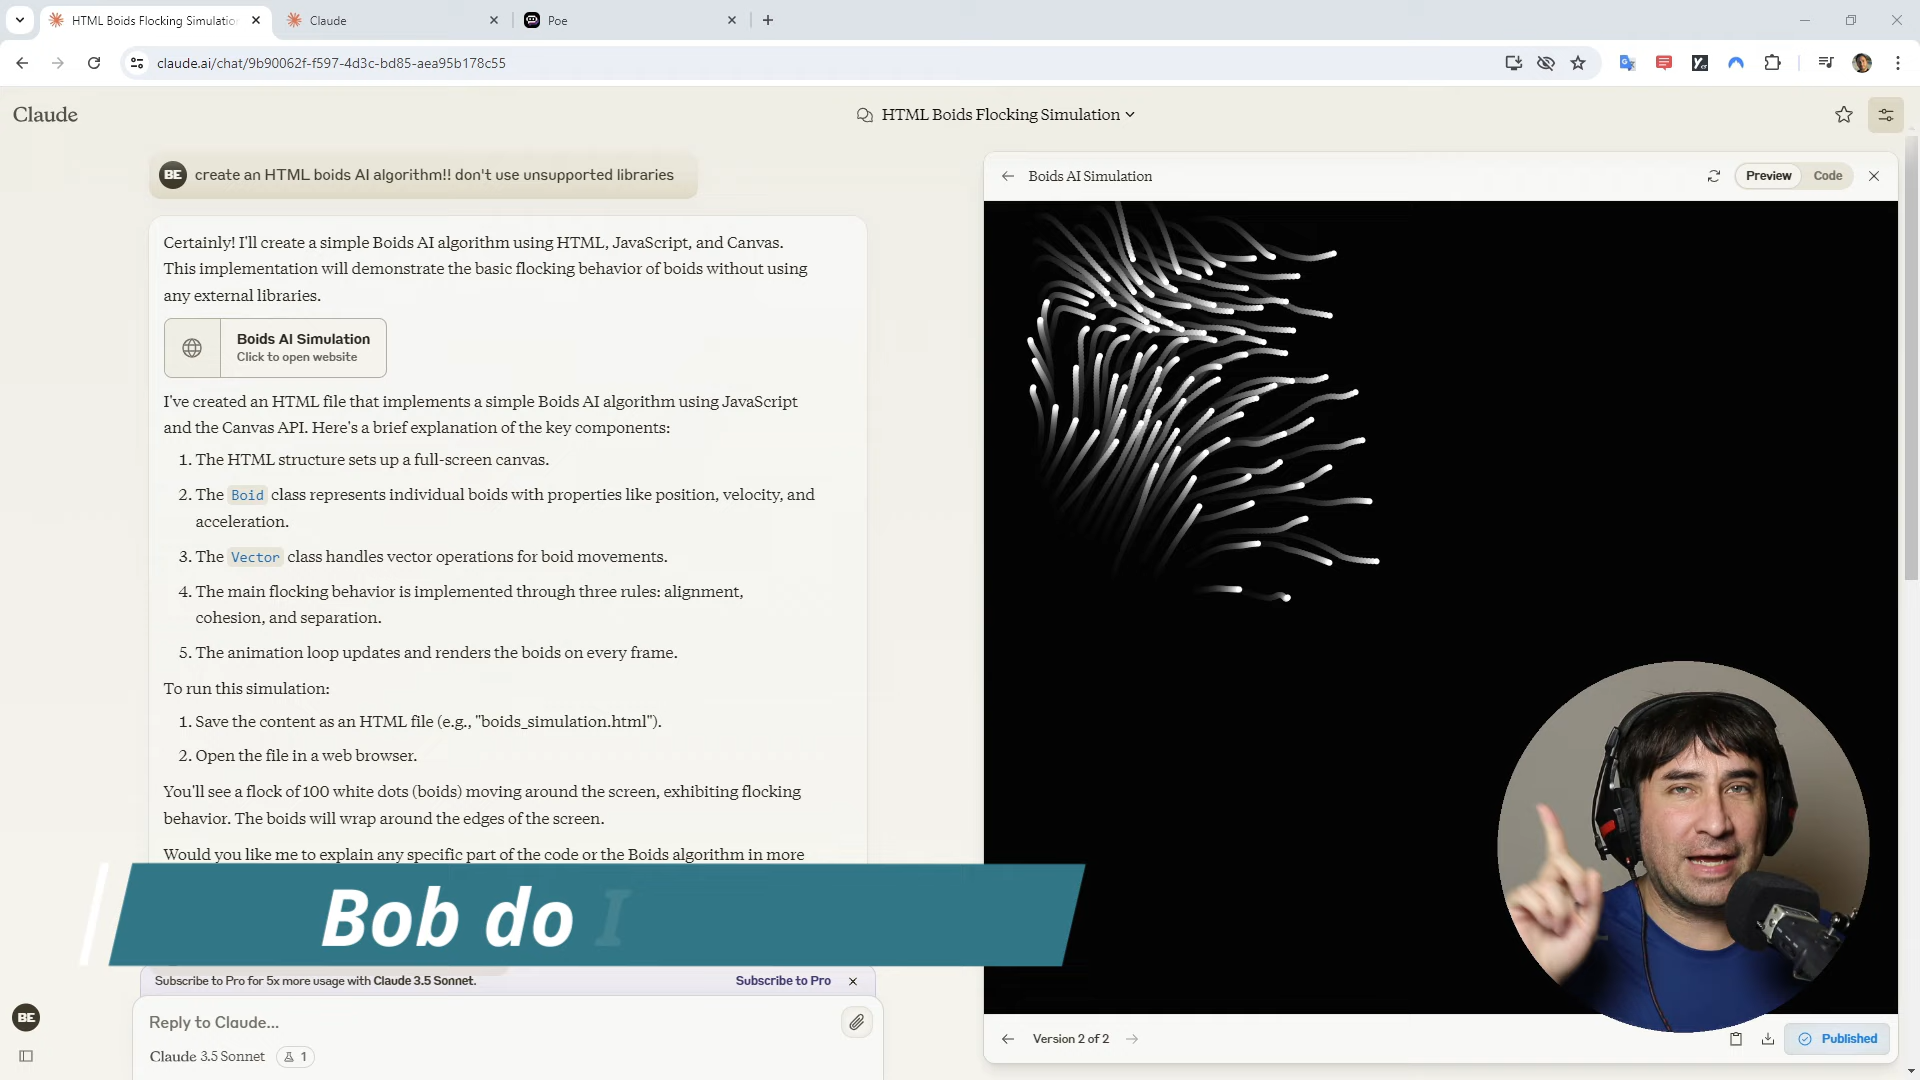 HTML Boids Flocking Simulatio
Claude
Poe
claude.ai/chat/9b90062f-f597-4d3c-bd85-aea95b178c55
Claude
HTML Boids Flocking Simulation
BE
create an HTML boids AI algorithm!! don't use unsupported libraries
Certainly! I'll create a simple Boids AI algorithm using HTML, JavaScript, and Canvas.
This implementation will demonstrate the basic flocking behavior of boids without using
any external libraries.
Boids AI Simulation
Click to open website
I've created an HTML file that implements a simple Boids AI algorithm using JavaScript
and the Canvas API. Here's a brief explanation of the key components:
1. The HTML structure sets up a full-screen canvas.
2. The Boid class represents individual boids with properties like position, velocity, and
acceleration.
3. The Vector class handles vector operations for boid movements.
4. The main flocking behavior is implemented through three rules: alignment,
cohesion, and separation.
5. The animation loop updates and renders the boids on every frame.
To run this simulation:
1. Save the content as an HTML file (e.g., "boids_simulation.html").
2. Open the file in a web browser.
You'll see a flock of 100 white dots (boids) moving around the screen, exhibiting flocking
behavior. The boids will wrap around the edges of the screen.
Would you like me to explain any specific part of the code or the Boids algorithm in more
Bob do I
Subscribe to Pro for 5x more usage with Claude 3.5 Sonnet.
Subscribe to Pro
BE
Reply to Claude...
Claude 3.5 Sonnet
1
Boids AI Simulation
Preview
Code
Version 2 of 2
Published